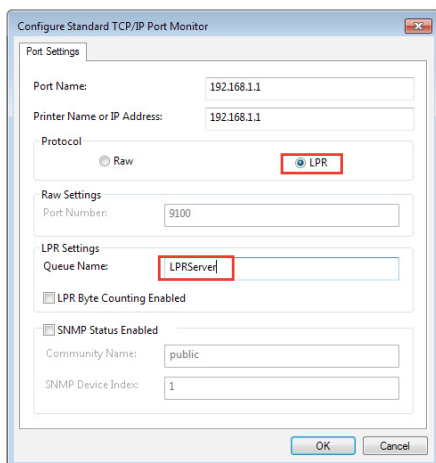 Configure Standard TCP/IP Port Monitor
Port Settings
Port Name: 192.168.1.1
Printer Name or IP Address: 192.168.1.1
Protocol
Raw LPR
Raw Settings
Port Number: 9100
LPR Settings
Queue Name: LPRServer
LPR Byte Counting Enabled
SNMP Status Enabled
Community Name: public
SNMP Device Index: 1
OK Cancel